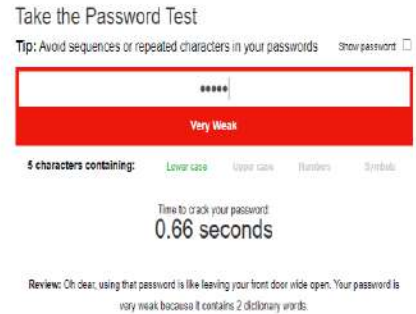 Take the Password Test
Tip: Avoid sequences or repeated characters in your passwords Show password
•••••
Very Weak
5 characters containing: Lower case Upper case Numbers Symbols
Time to crack your password:
0.66 seconds
Review: Oh dear, using that password is like leaving your front door wide open. Your password is
very weak because it contains 2 dictionary words.